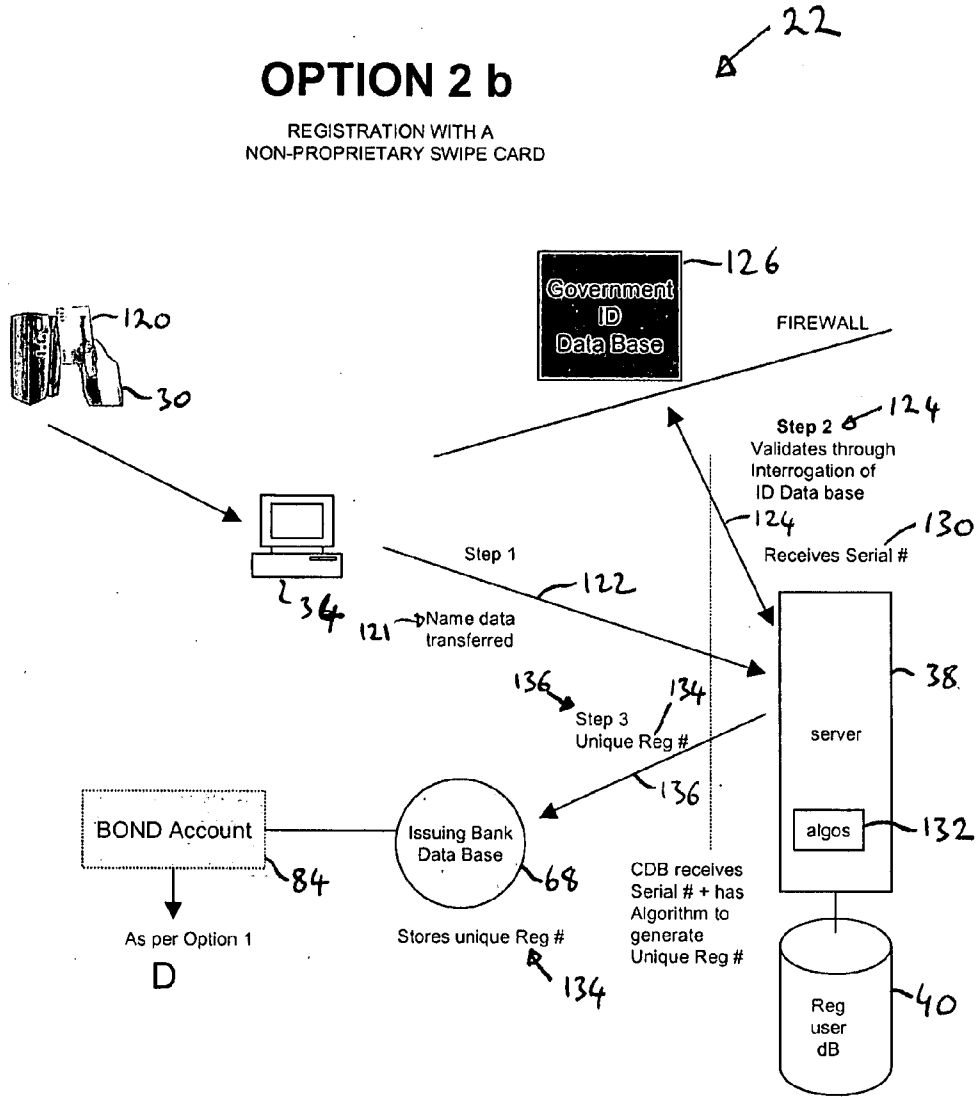 22
OPTION 2 b
REGISTRATION WITH A
NON-PROPRIETARY SWIPE CARD
126
Government
ID
Data Base
FIREWALL
120
30
Step 2
124
Validates through
Interrogation of
ID Data base
124
130
Receives Serial #
Step 1
122
34
121
Name data
transferred
38
136
134
Step 3
Unique Reg #
server
136
BOND Account
Issuing Bank
Data Base
algos
132
84
68
CDB receives
Serial # + has
Algorithm to
generate
Unique Reg #
As per Option 1
D
Stores unique Reg #
134
40
Reg
user
dB